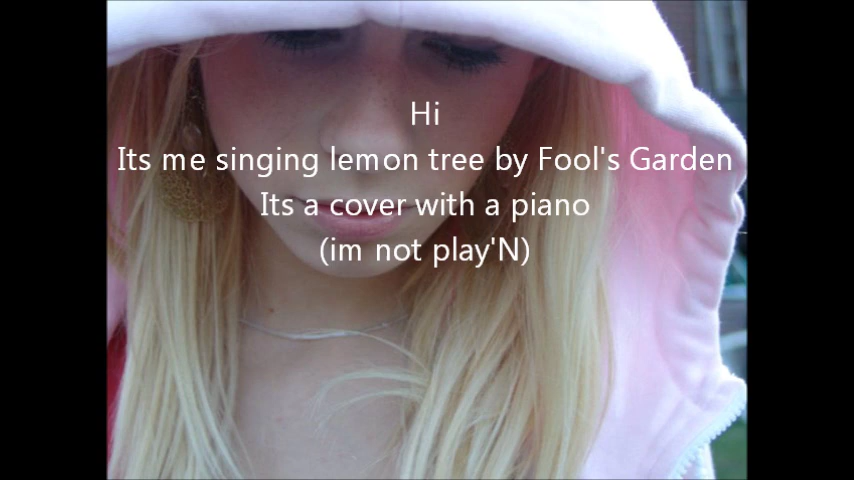 Hi
Its me singing lemon tree by Fool's Garden
Its a cover with a piano
(im not play'N)